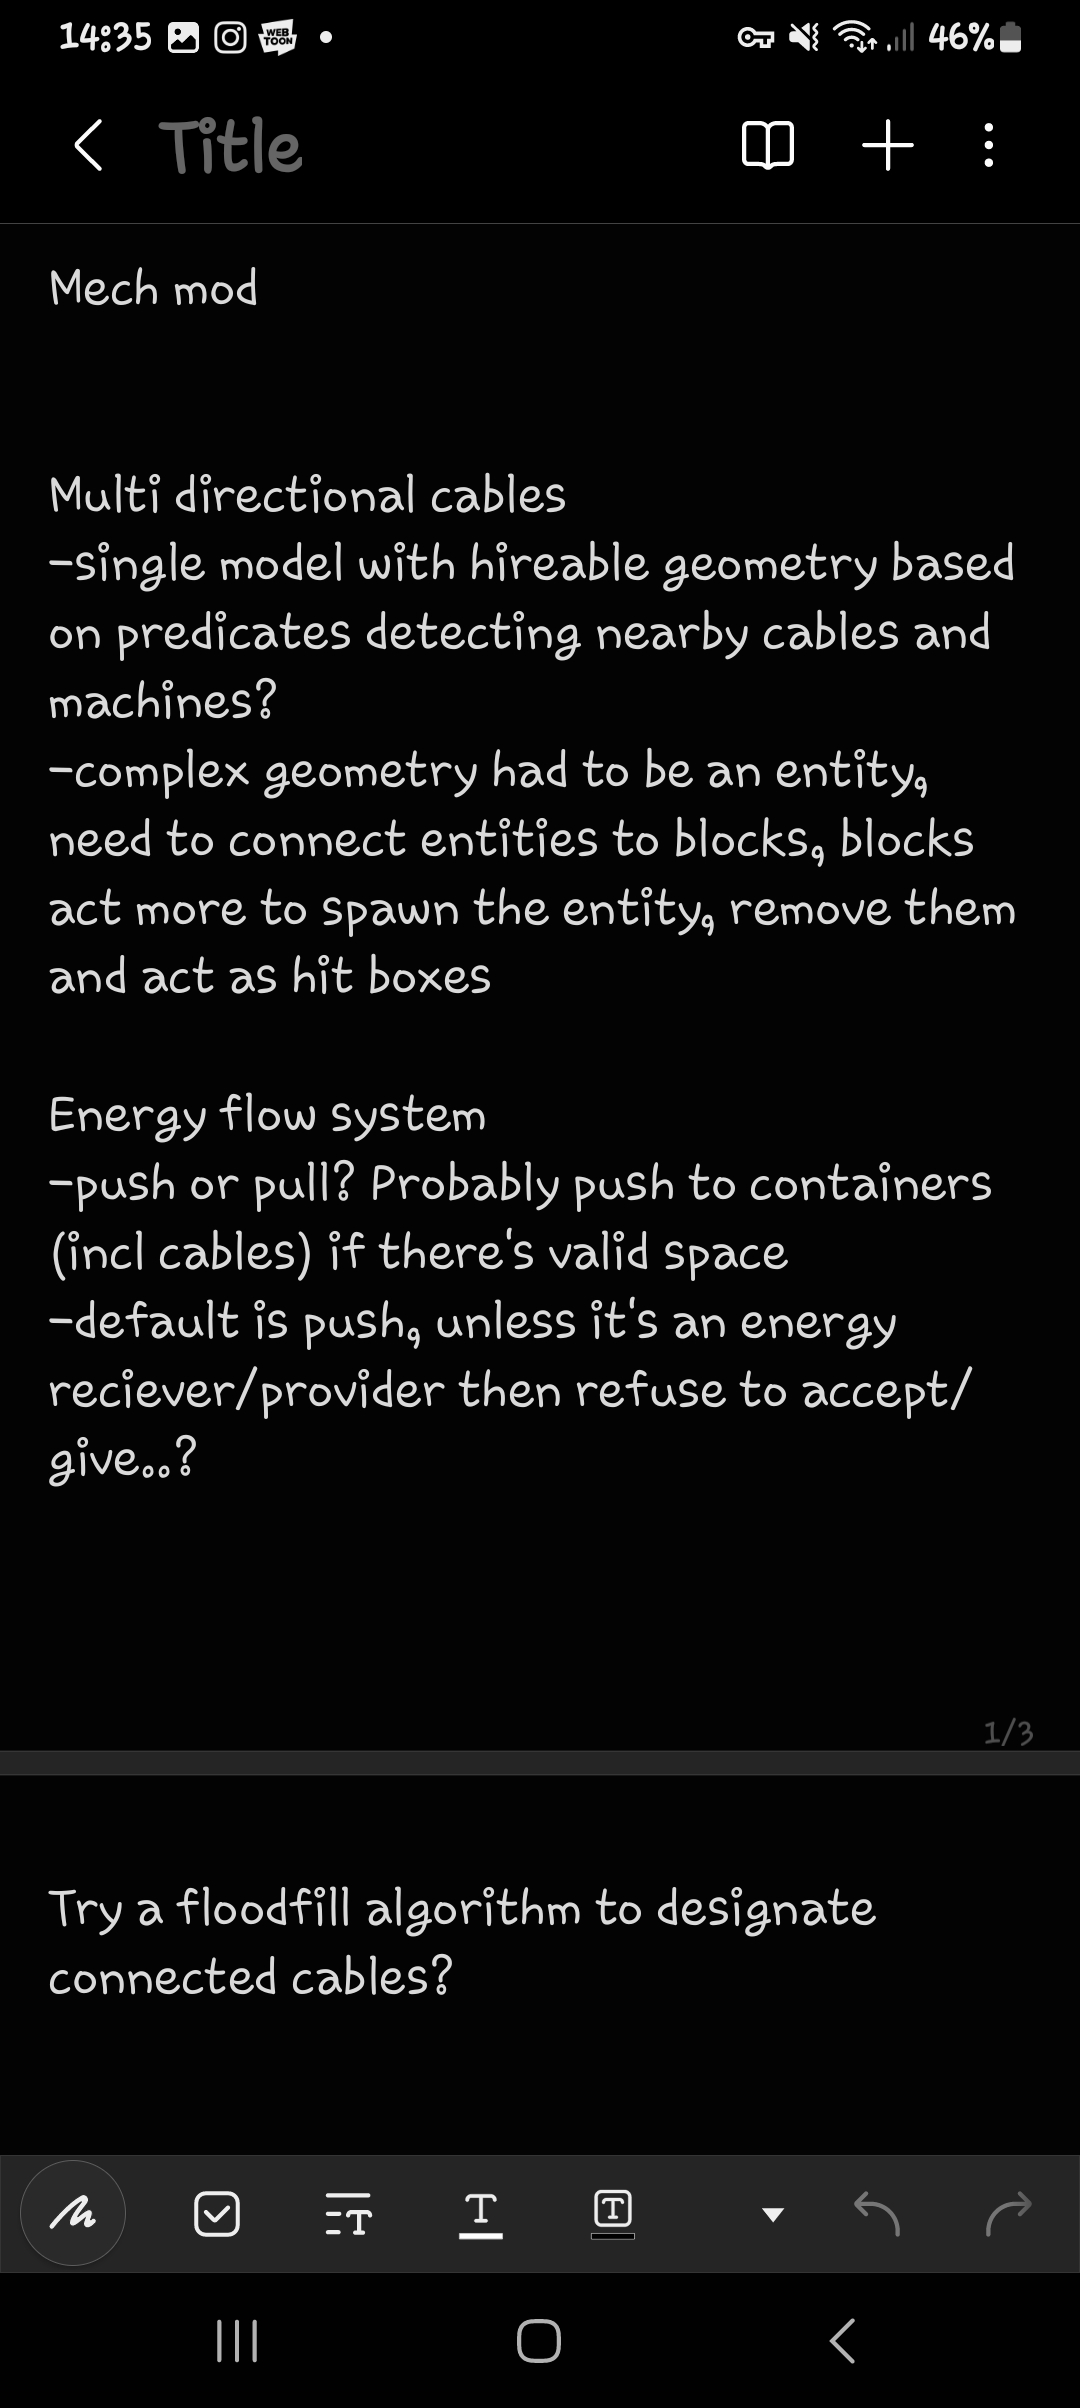 14:35 WEB TOON 46%
Title
Mech mod
Multi directional cables
-single model with hireable geometry based
on predicates detecting nearby cables and
machines?
-complex geometry had to be an entity,
need to connect entities to blocks, blocks
act more to spawn the entity, remove them
and act as hit boxes
Energy flow system
-push or pull? Probably push to containers
(incl cables) if there's valid space
-default is push, unless it's an energy
reciever/provider then refuse to accept/
give..?
1/3
Try a floodfill algorithm to designate
connected cables?